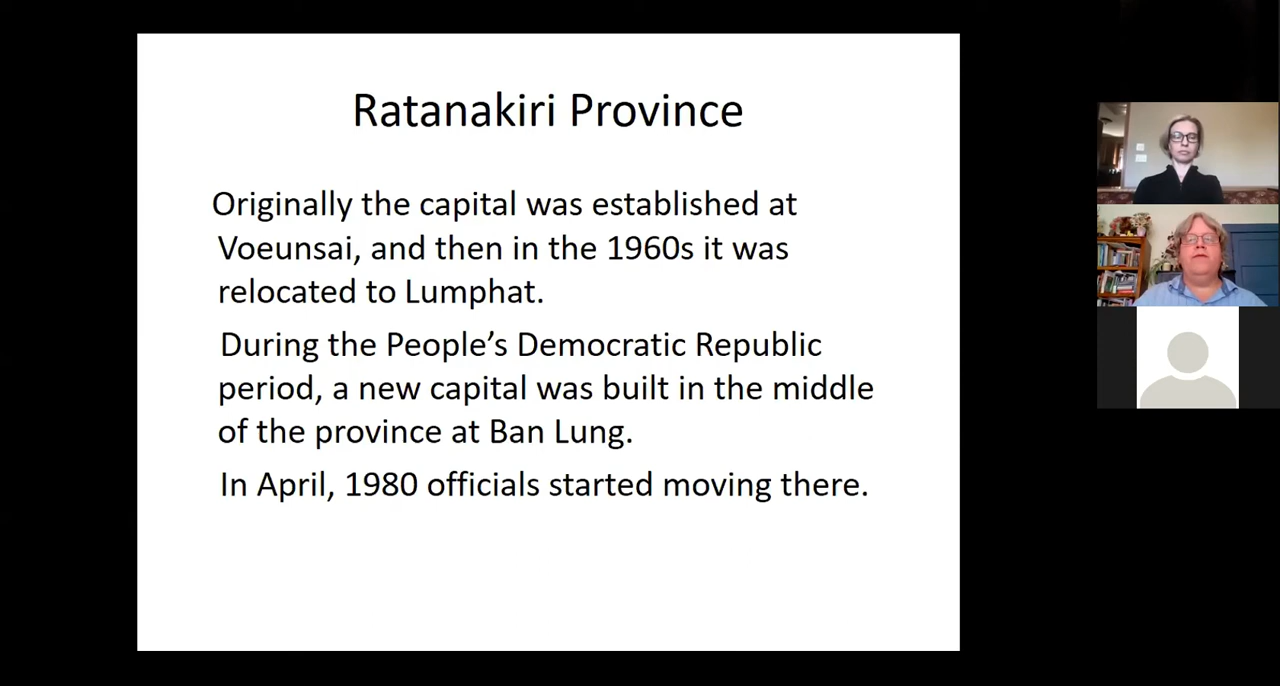 Ratanakiri Province
Originally the capital was established at
Voeunsai, and then in the 1960s it was
relocated to Lumphat.
During the People’s Democratic Republic
period, a new capital was built in the middle
of the province at Ban Lung.
In April, 1980 officials started moving there.